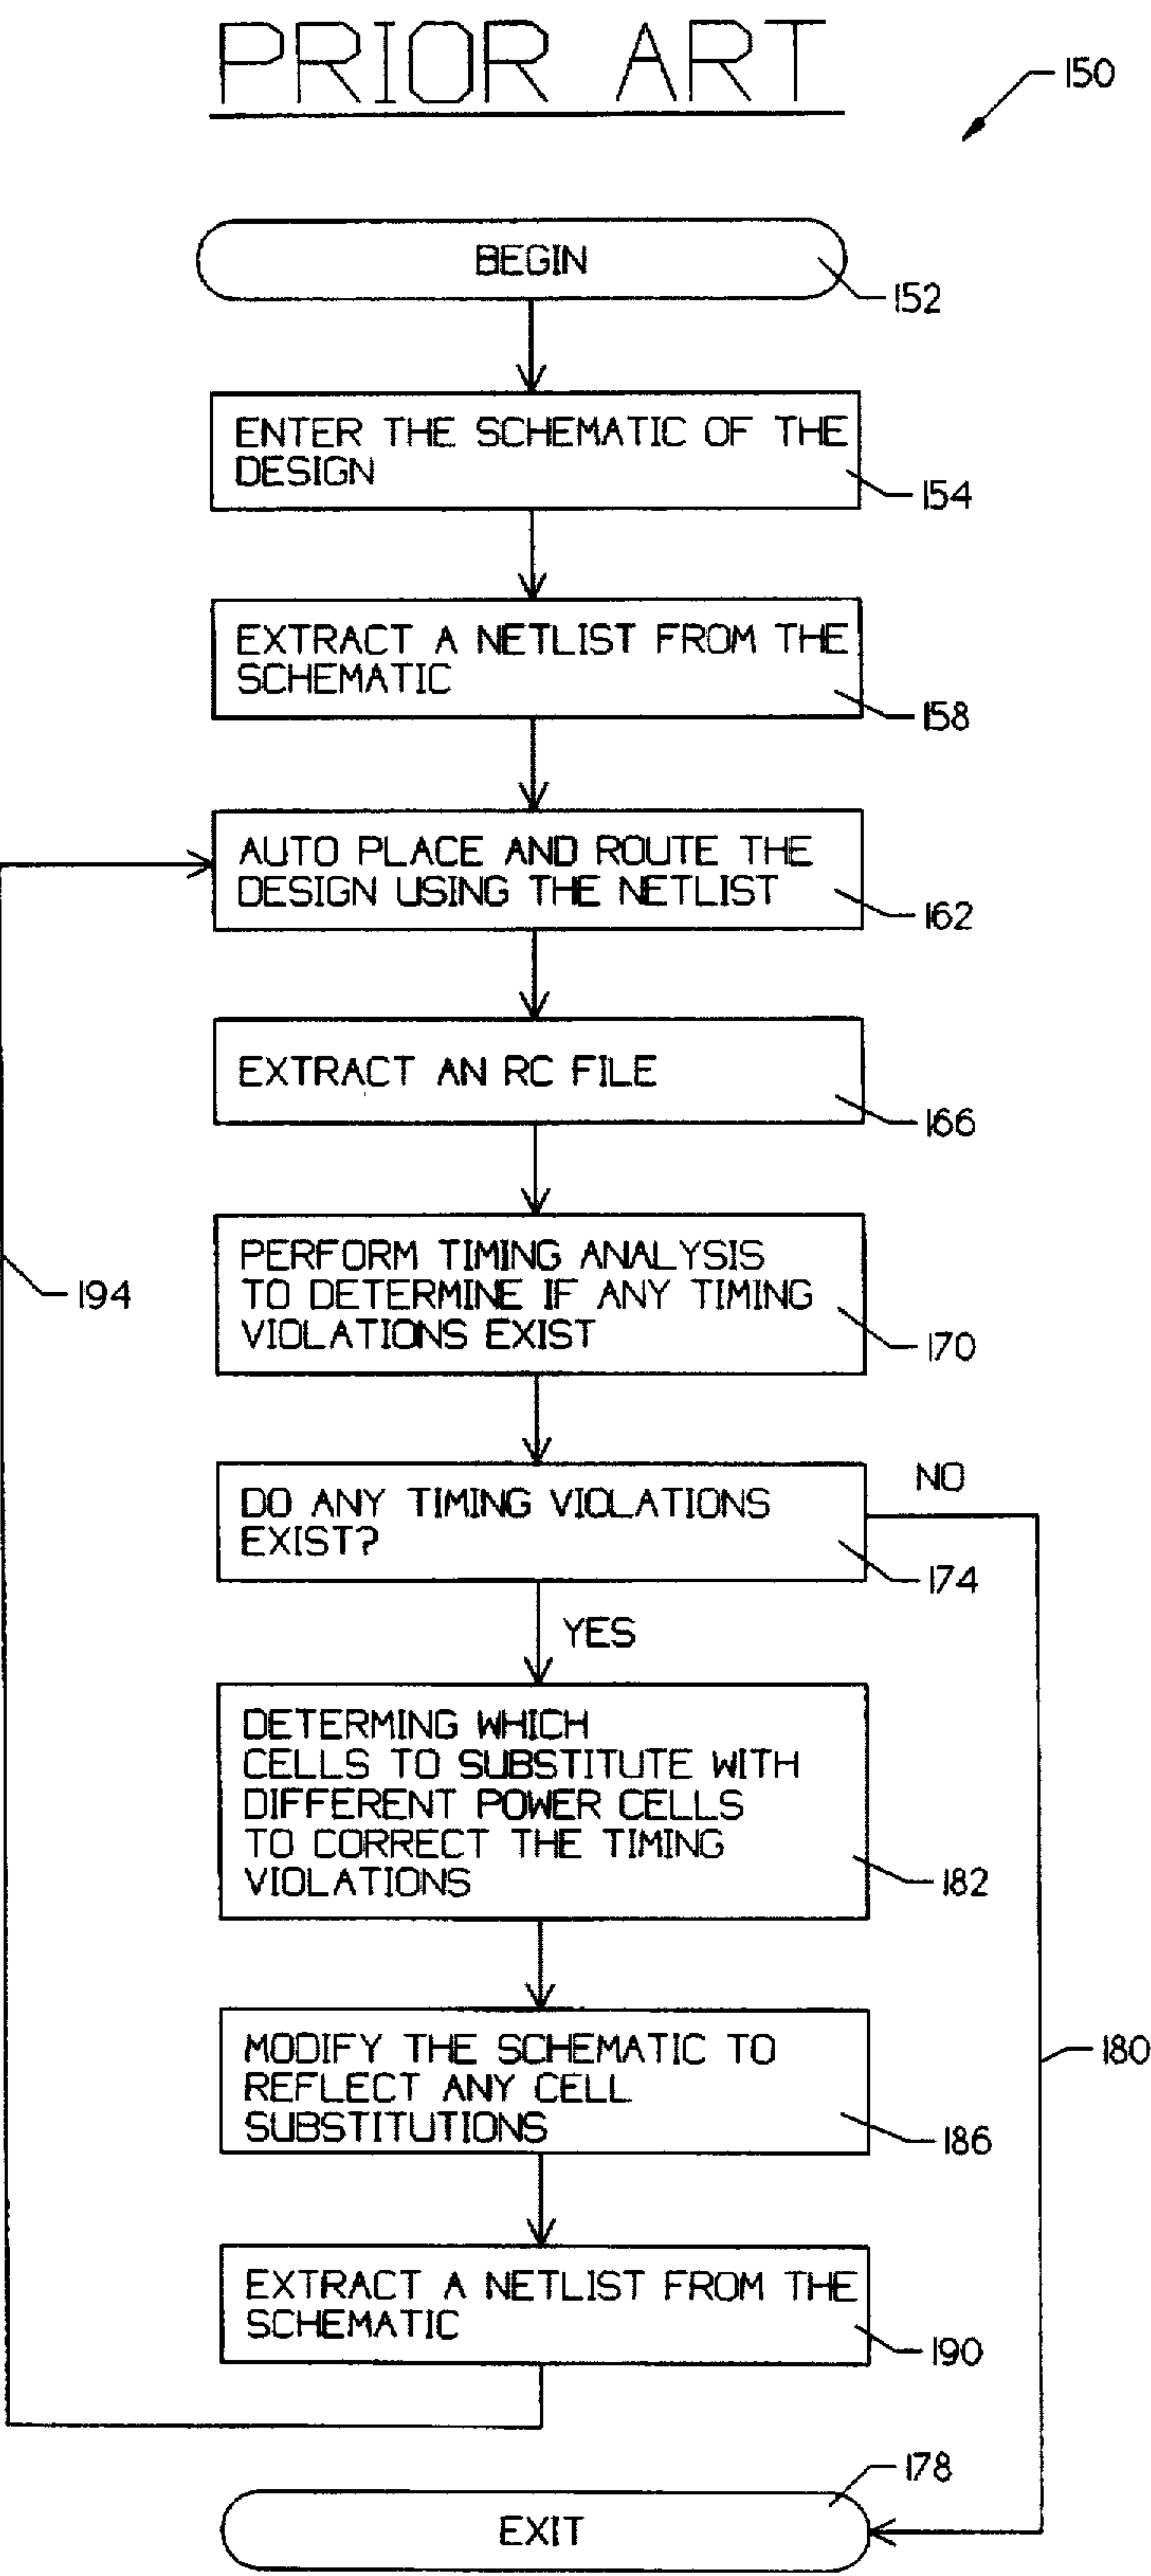 PRIOR ART
150
BEGIN
152
ENTER THE SCHEMATIC OF THE
DESIGN
154
EXTRACT A NETLIST FROM THE
SCHEMATIC
158
AUTO PLACE AND ROUTE THE
DESIGN USING THE NETLIST
162
EXTRACT AN RC FILE
166
PERFORM TIMING ANALYSIS
TO DETERMINE IF ANY TIMING
VIOLATIONS EXIST
170
194
DO ANY TIMING VIOLATIONS
EXIST?
174
NO
YES
DETERMING WHICH
CELLS TO SUBSTITUTE WITH
DIFFERENT POWER CELLS
TO CORRECT THE TIMING
VIOLATIONS
182
MODIFY THE SCHEMATIC TO
REFLECT ANY CELL
SUBSTITUTIONS
186
180
EXTRACT A NETLIST FROM THE
SCHEMATIC
190
178
EXIT